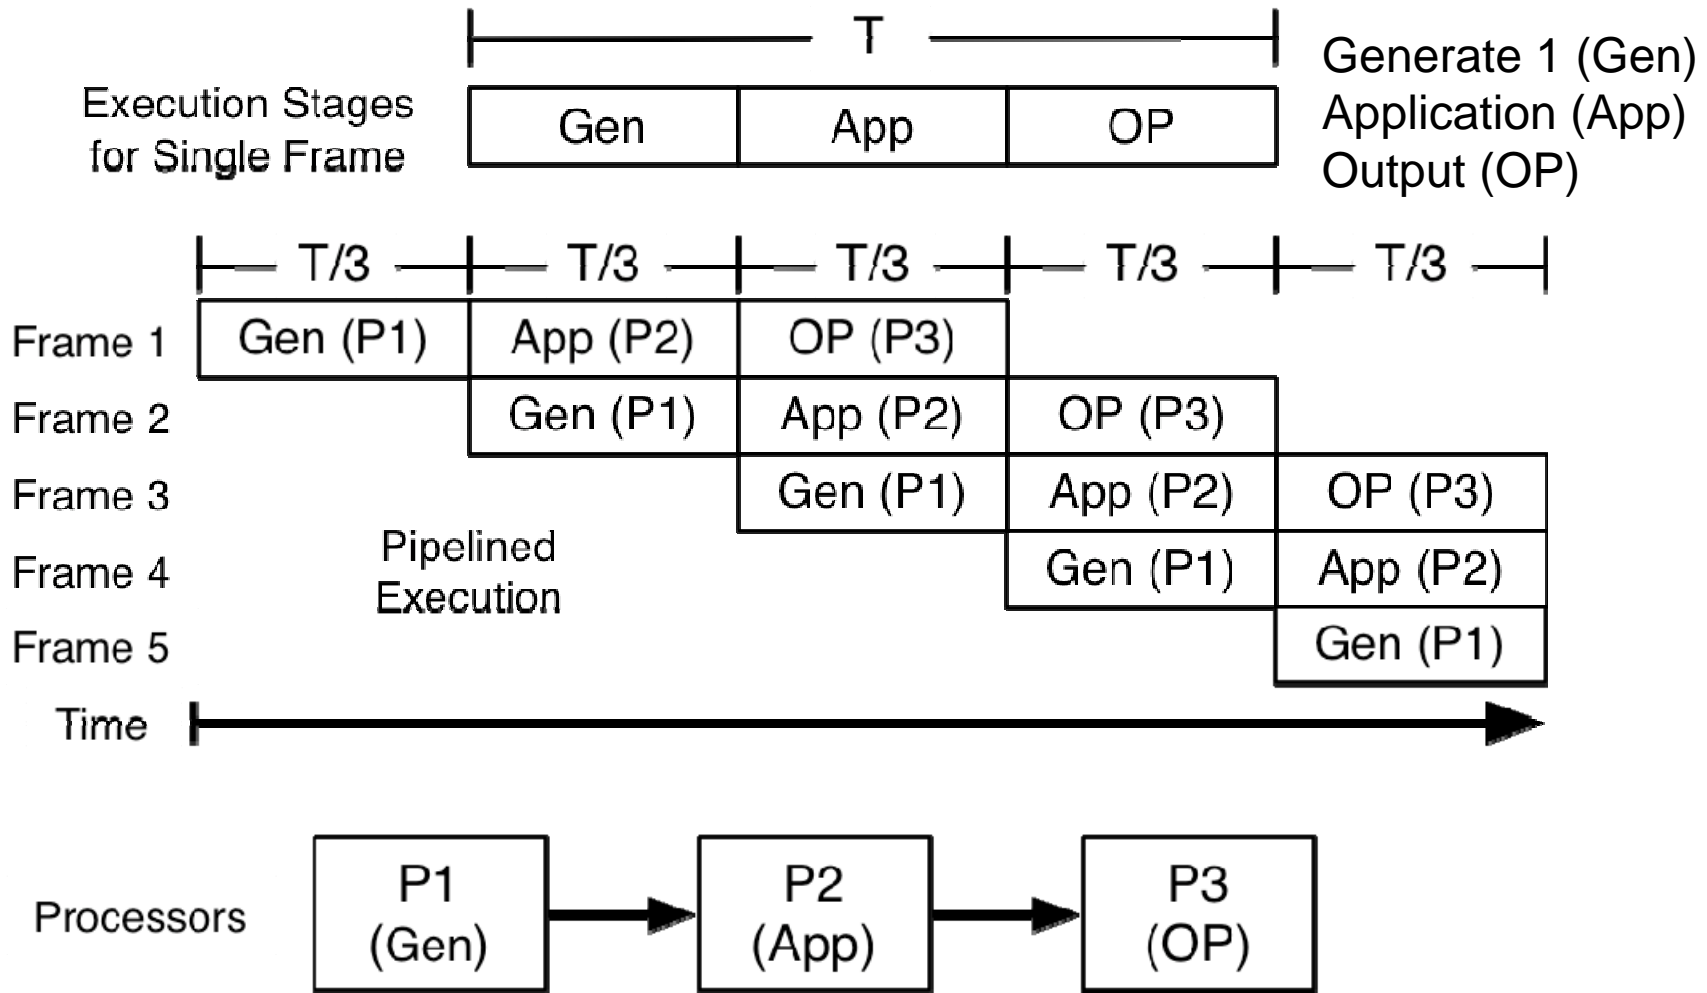 T
Generate 1 (Gen)
Application (App)
Output (OP)
Execution Stages
for Single Frame
Gen App OP
T/3 T/3 T/3 T/3 T/3
Frame 1 Gen (P1) App (P2) OP (P3)
Frame 2 Gen (P1) App (P2) OP (P3)
Frame 3 Gen (P1) App (P2) OP (P3)
Pipelined
Execution
Frame 4 Gen (P1) App (P2)
Frame 5 Gen (P1)
Time
Processors
P1
(Gen)
P2
(App)
P3
(OP)